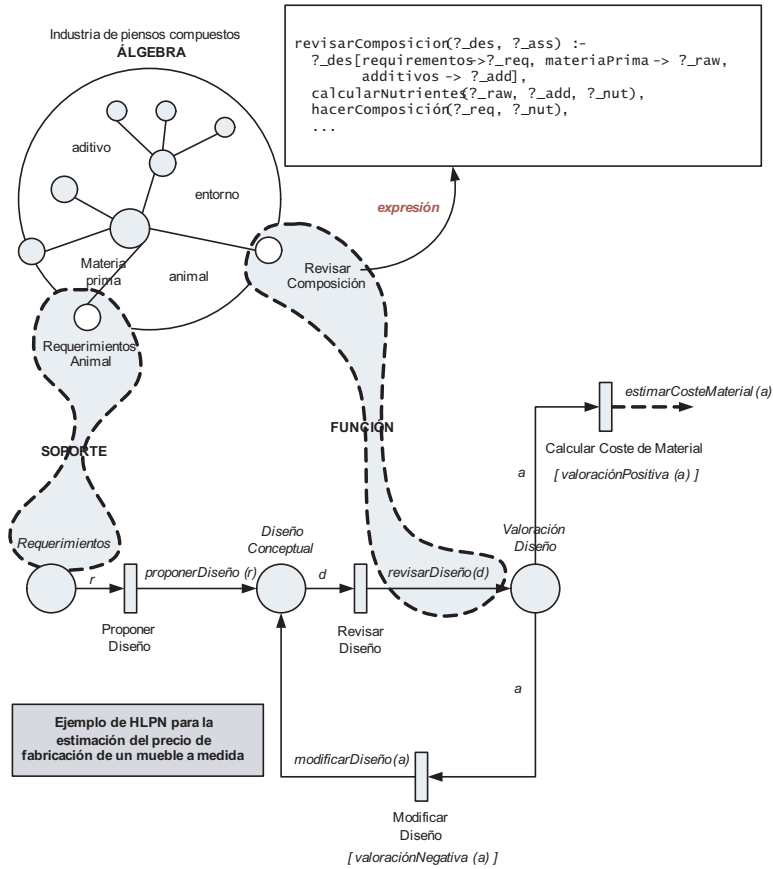 Industria de piensos compuestos
ÁLGEBRA
revisarComposicion(?_des, ?_ass) :-
?_des[requirementos->?_req, materiaPrima -> ?_raw,
additivos -> ?_add],
calcularNutrientes(?_raw, ?_add, ?_nut),
hacerComposición(?_req, ?_nut),
...
aditivo
entorno
expresión
Materia
prima
animal
Revisar
Composición
Requerimientos
Animal
estimarCosteMaterial(a)
FUNCIÓN
SOPORTE
Calcular Coste de Material
[ valoraciónPositiva (a) ]
a
Requerimientos
Diseño
Conceptual
Valoración
Diseño
r
proponerDiseño (r)
d
revisarDiseño(d)
Proponer
Diseño
Revisar
Diseño
a
Ejemplo de HLPN para la
estimación del precio de
fabricación de un mueble a medida
modificarDiseño(a)
Modificar
Diseño
[ valoraciónNegativa (a) ]